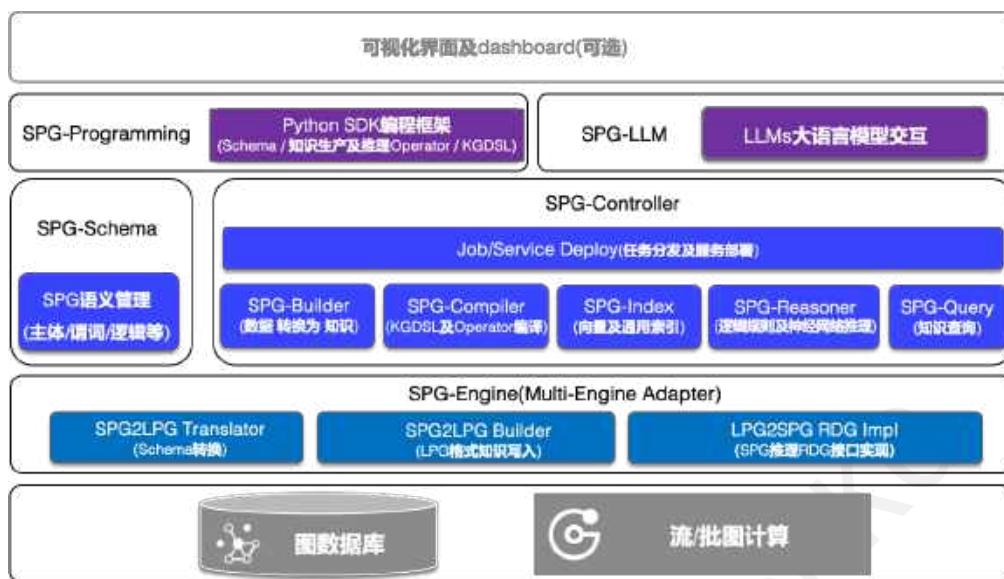 可视化界面及dashboard(可选)
SPG-Programming
Python SDK编程框架
(Schema / 知识生产及推理Operator / KGDSL)
SPG-LLM
LLMs大语言模型交互
SPG-Schema
SPG语义管理
(主体/谓词/逻辑等)
SPG-Controller
Job/Service Deploy(任务分发及服务部署)
SPG-Builder
(数据 转换为 知识)
SPG-Compiler
(KGDSL及Operator编译)
SPG-Index
(向量及通用索引)
SPG-Reasoner
(逻辑规则及神经网络推理)
SPG-Query
(知识查询)
SPG-Engine(Multi-Engine Adapter)
SPG2LPG Translator
(Schema转换)
SPG2LPG Builder
(LPG格式知识写入)
LPG2SPG RDG Impl
(SPG推理RDG接口实现)
图数据库
流/批图计算